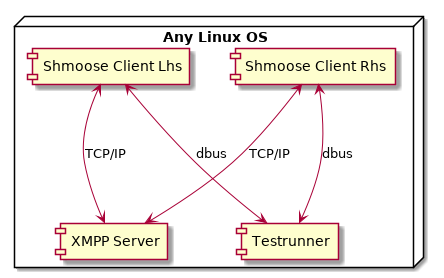 Any Linux OS
Shmoose Client Lhs
Shmoose Client Rhs
TCP/IP
dbus
TCP/IP
dbus
XMPP Server
Testrunner